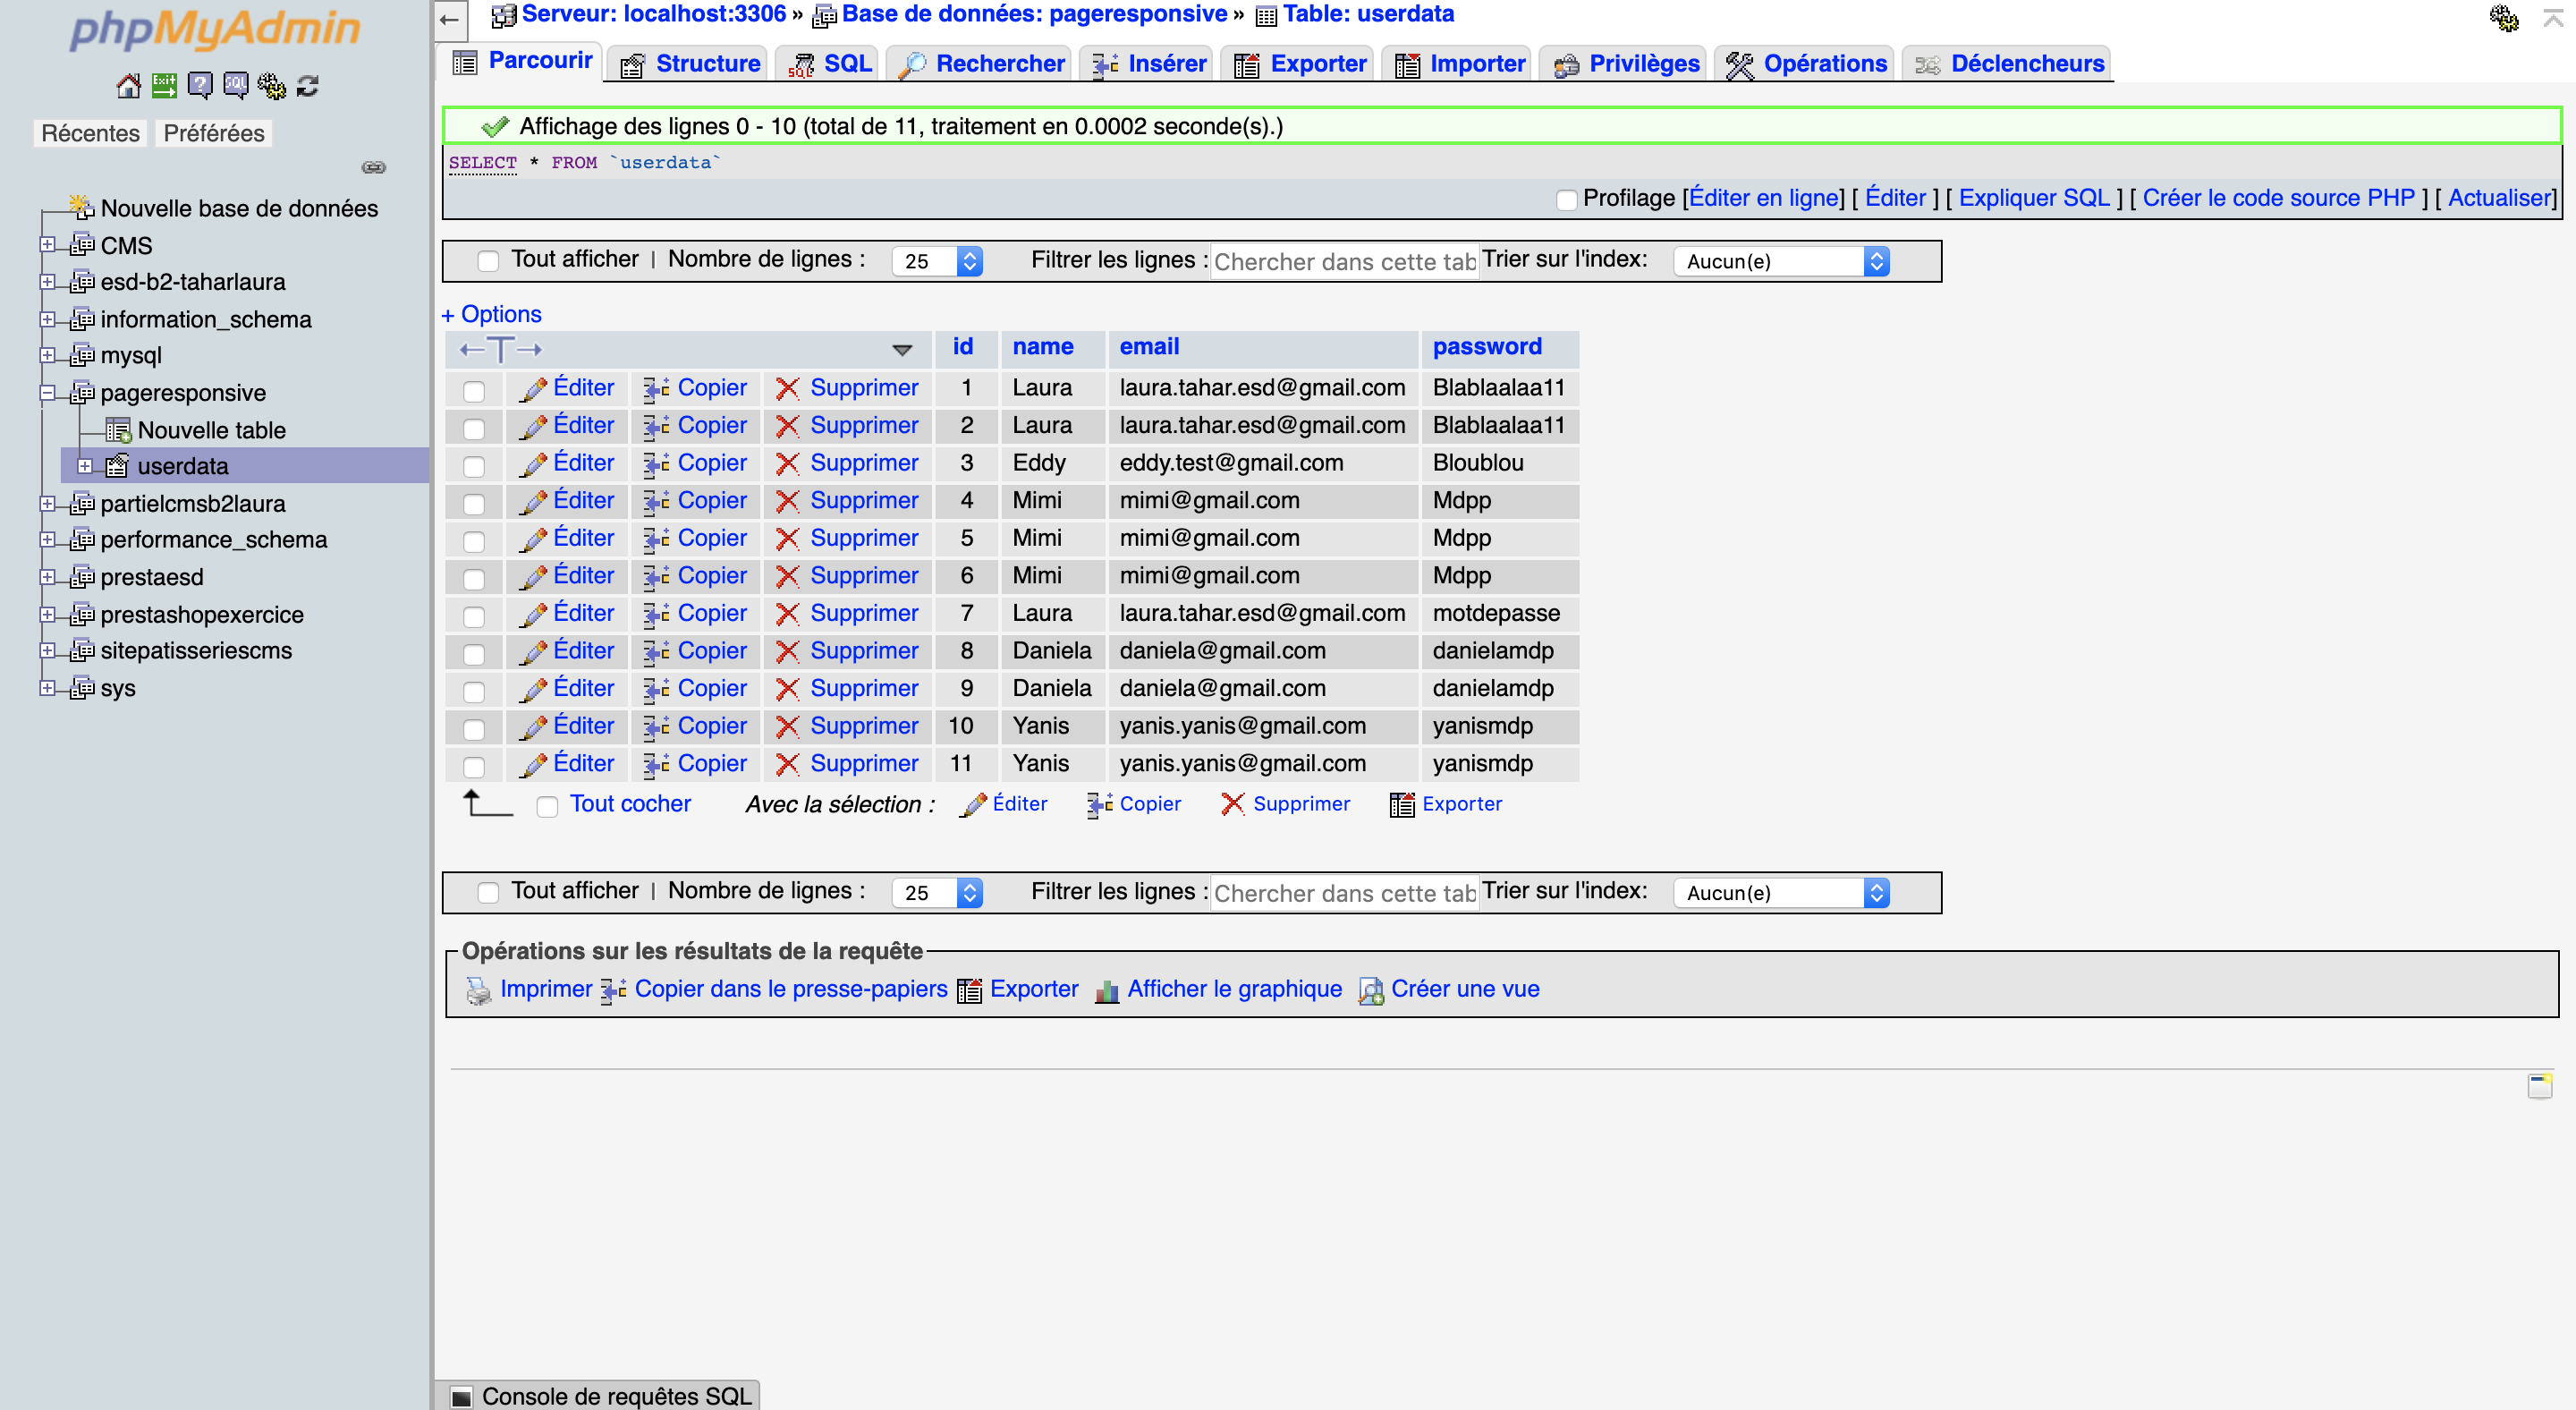 phpMyAdmin
Récentes Préférées
Nouvelle base de données
CMS
esd-b2-taharlaura
information_schema
mysql
pageresponsive
Nouvelle table
userdata
partielcmsb2laura
performance_schema
prestaesd
prestashopexercice
sitepatisseriescms
sys
Serveur: localhost:3306 » Base de données: pageresponsive » Table: userdata
Parcourir Structure SQL Rechercher Insérer Exporter Importer Privilèges Opérations Déclencheurs
Affichage des lignes 0 - 10 (total de 11, traitement en 0.0002 seconde(s).)
SELECT * FROM `userdata`
Profilage [Éditer en ligne] [ Éditer ] [ Expliquer SQL ] [ Créer le code source PHP ] [ Actualiser]
Tout afficher | Nombre de lignes : 25 Filtrer les lignes : Chercher dans cette tab Trier sur l'index: Aucun(e)
+ Options
←T→ id name email password
Éditer Copier Supprimer 1 Laura laura.tahar.esd@gmail.com Blablaalaa11
Éditer Copier Supprimer 2 Laura laura.tahar.esd@gmail.com Blablaalaa11
Éditer Copier Supprimer 3 Eddy eddy.test@gmail.com Bloublou
Éditer Copier Supprimer 4 Mimi mimi@gmail.com Mdpp
Éditer Copier Supprimer 5 Mimi mimi@gmail.com Mdpp
Éditer Copier Supprimer 6 Mimi mimi@gmail.com Mdpp
Éditer Copier Supprimer 7 Laura laura.tahar.esd@gmail.com motdepasse
Éditer Copier Supprimer 8 Daniela daniela@gmail.com danielamdp
Éditer Copier Supprimer 9 Daniela daniela@gmail.com danielamdp
Éditer Copier Supprimer 10 Yanis yanis.yanis@gmail.com yanismdp
Éditer Copier Supprimer 11 Yanis yanis.yanis@gmail.com yanismdp
Tout cocher Avec la sélection : Éditer Copier Supprimer Exporter
Tout afficher | Nombre de lignes : 25 Filtrer les lignes : Chercher dans cette tab Trier sur l'index: Aucun(e)
Opérations sur les résultats de la requête
Imprimer Copier dans le presse-papiers Exporter Afficher le graphique Créer une vue
Console de requêtes SQL